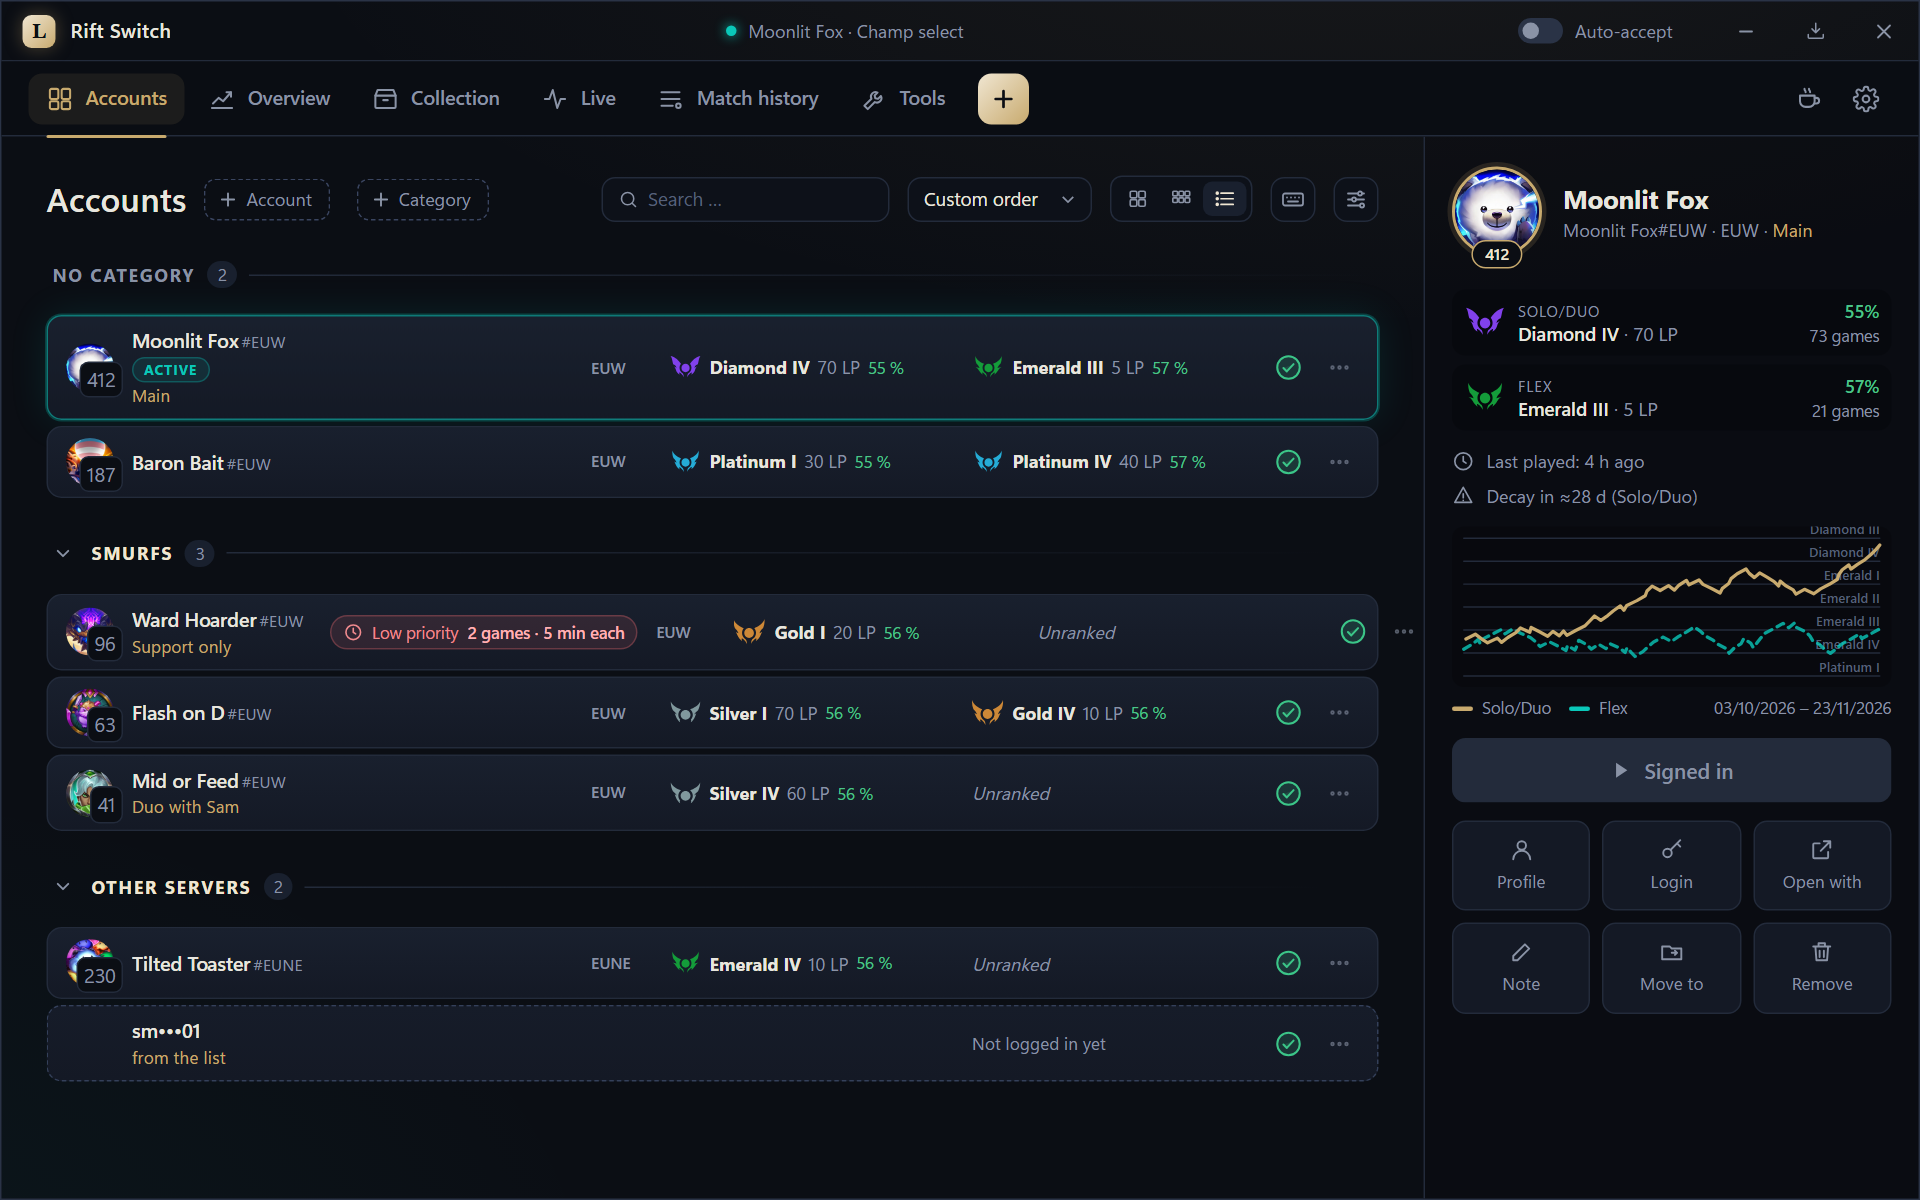 L Rift Switch
Moonlit Fox · Champ select
Auto-accept
Accounts
Overview
Collection
Live
Match history
Tools
Accounts
Account
Category
Search ...
Custom order
NO CATEGORY 2
412
Moonlit Fox #EUW
ACTIVE
Main
EUW
Diamond IV 70 LP 55 %
Emerald III 5 LP 57 %
187
Baron Bait #EUW
EUW
Platinum I 30 LP 55 %
Platinum IV 40 LP 57 %
SMURFS 3
96
Ward Hoarder #EUW
Support only
Low priority 2 games · 5 min each
EUW
Gold I 20 LP 56 %
Unranked
63
Flash on D #EUW
EUW
Silver I 70 LP 56 %
Gold IV 10 LP 56 %
41
Mid or Feed #EUW
Duo with Sam
EUW
Silver IV 60 LP 56 %
Unranked
OTHER SERVERS 2
230
Tilted Toaster #EUNE
EUNE
Emerald IV 10 LP 56 %
Unranked
sm•••01
from the list
Not logged in yet
412
Moonlit Fox
Moonlit Fox#EUW · EUW · Main
SOLO/DUO
Diamond IV · 70 LP
55%
73 games
FLEX
Emerald III · 5 LP
57%
21 games
Last played: 4 h ago
Decay in ≈28 d (Solo/Duo)
Diamond III
Diamond IV
Emerald I
Emerald II
Emerald III
Emerald IV
Platinum I
Solo/Duo
Flex
03/10/2026 – 23/11/2026
Signed in
Profile
Login
Open with
Note
Move to
Remove